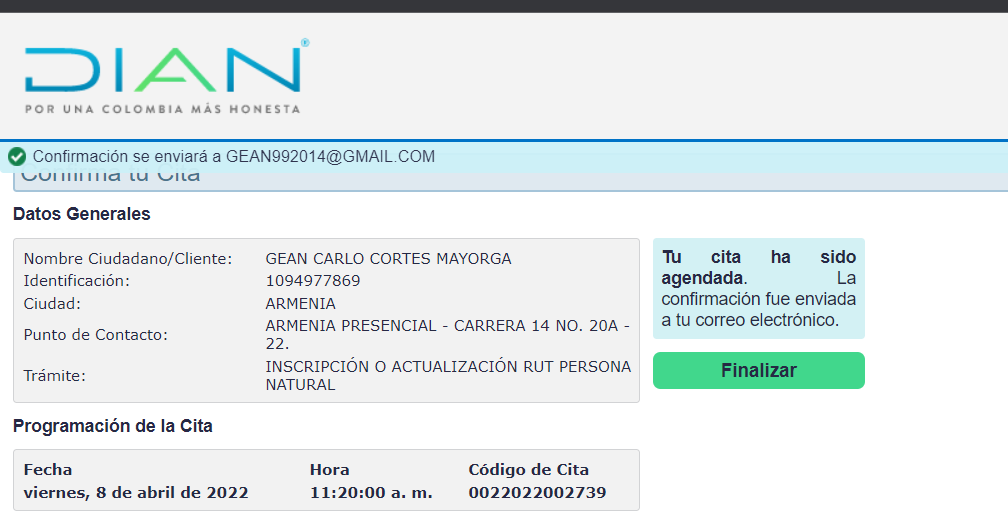 DIAN®
POR UNA COLOMBIA MÁS HONESTA
Confirmación se enviará a GEAN992014@GMAIL.COM
Confirma tu Cita
Datos Generales
Nombre Ciudadano/Cliente: GEAN CARLO CORTES MAYORGA
Identificación: 1094977869
Ciudad: ARMENIA
Punto de Contacto: ARMENIA PRESENCIAL - CARRERA 14 NO. 20A -
22.
Trámite: INSCRIPCIÓN O ACTUALIZACIÓN RUT PERSONA
NATURAL
Tu cita ha sido
agendada. La
confirmación fue enviada
a tu correo electrónico.
Finalizar
Programación de la Cita
Fecha Hora Código de Cita
viernes, 8 de abril de 2022 11:20:00 a. m. 0022022002739